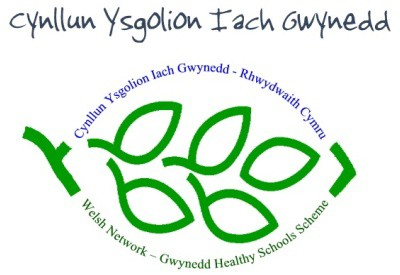 Cynllun Ysgolion Iach Gwynedd
Cynllun Ysgolion Iach Gwynedd - Rhwydwaith Cymru
Welsh Network – Gwynedd Healthy Schools Scheme